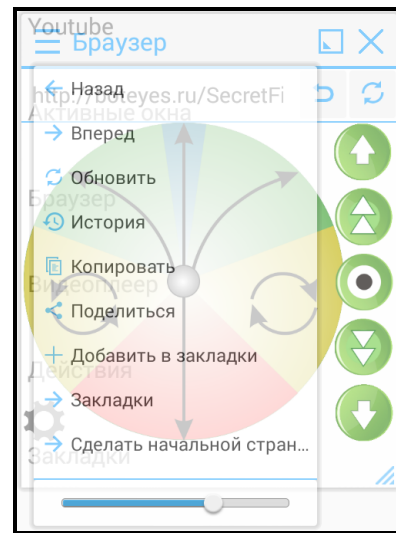 Youtube
Браузер
Назад
http://boteyes.ru/SecretFi
Активные окна
Вперед
Обновить
Браузер
История
Копировать
Видеоплеер
Поделиться
Добавить в закладки
Действия
Закладки
Сделать начальной стран...
Закладки